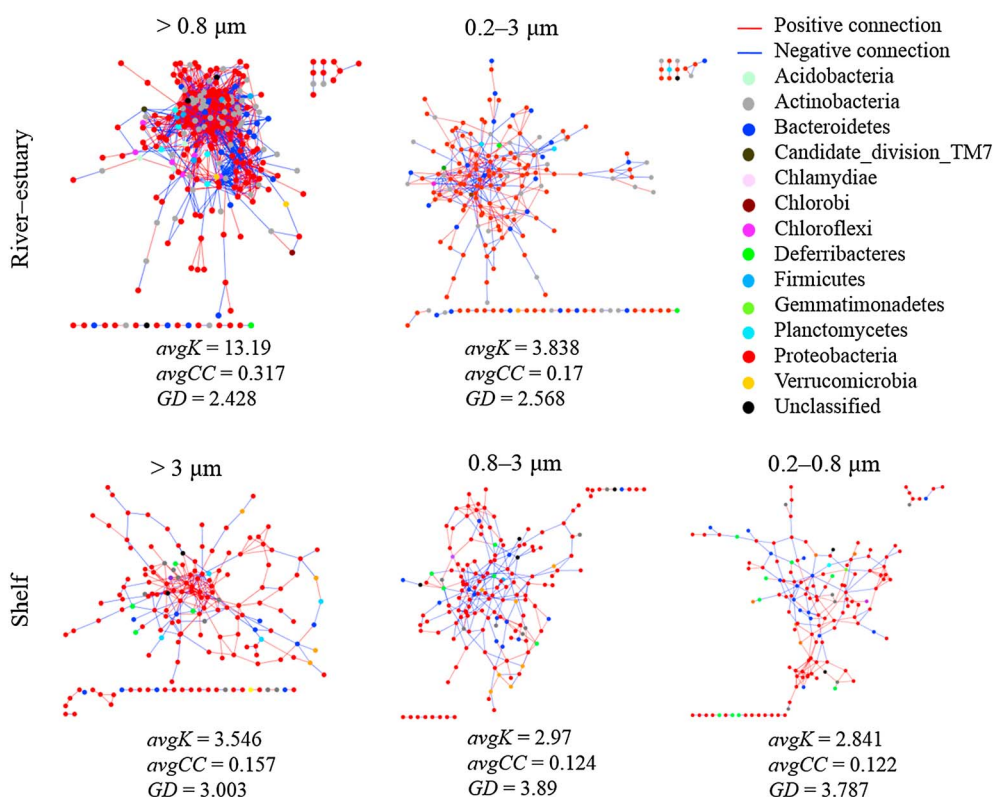 > 0.8 μm
0.2–3 μm
River–estuary
avgK = 13.19
avgCC = 0.317
GD = 2.428
avgK = 3.838
avgCC = 0.17
GD = 2.568
Positive connection
Negative connection
Acidobacteria
Actinobacteria
Bacteroidetes
Candidate_division_TM7
Chlamydiae
Chlorobi
Chloroflexi
Deferribacteres
Firmicutes
Gemmatimonadetes
Planctomycetes
Proteobacteria
Verrucomicrobia
Unclassified
> 3 μm
0.8–3 μm
0.2–0.8 μm
Shelf
avgK = 3.546
avgCC = 0.157
GD = 3.003
avgK = 2.97
avgCC = 0.124
GD = 3.89
avgK = 2.841
avgCC = 0.122
GD = 3.787